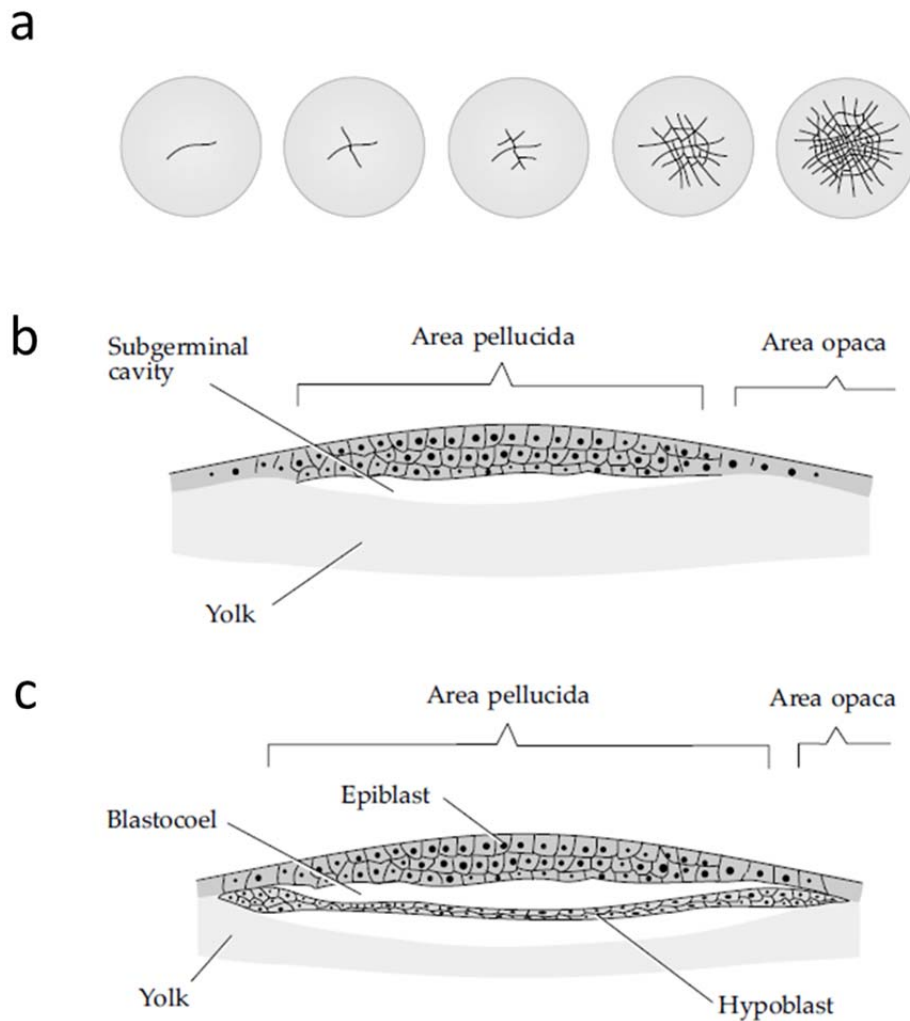 a
b
Subgerminal
cavity
Area pellucida
Area opaca
Yolk
c
Area pellucida
Area opaca
Epiblast
Blastocoel
Yolk
Hypoblast